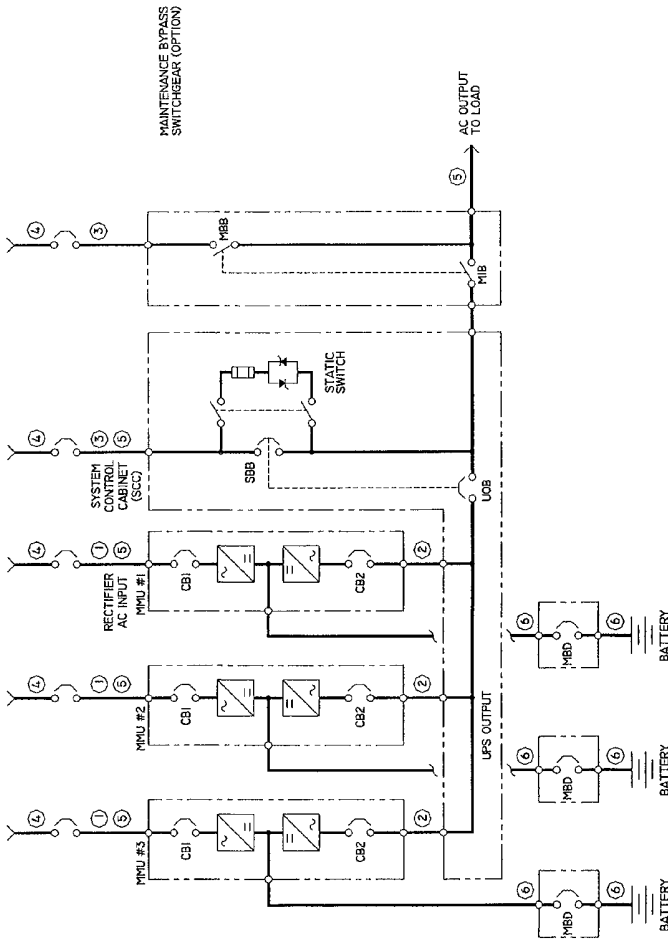 MAINTENANCE BYPASS
SWITCHGEAR (OPTION)
AC OUTPUT
TO LOAD
5
4
3
MBB
MIB
4
3
5
SYSTEM
CONTROL
CABINET
(SCC)
SBB
STATIC
SWITCH
UOB
4
1
5
RECTIFIER
AC INPUT
MMU #1
CB1
CB2
2
6
MBD
6
BATTERY
4
1
5
MMU #2
CB1
CB2
2
UPS OUTPUT
6
MBD
6
BATTERY
4
1
5
MMU #3
CB1
CB2
2
6
MBD
6
BATTERY